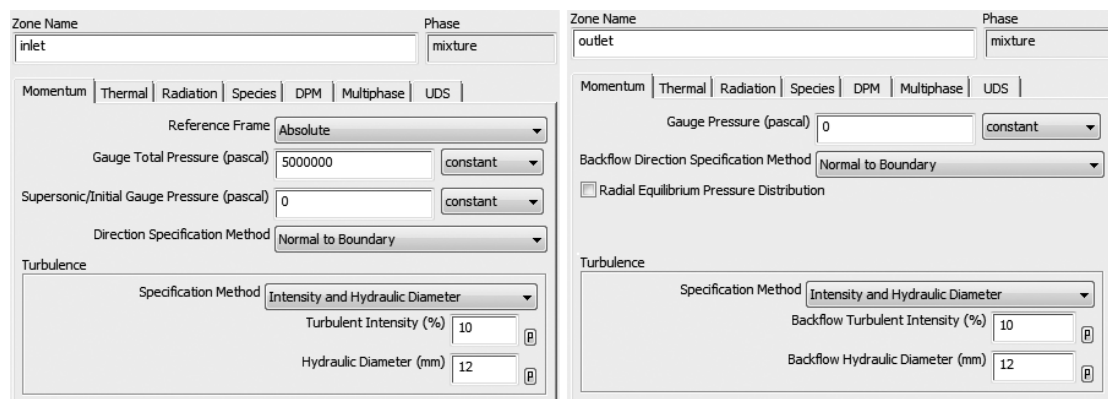 Zone Name Phase
inlet mixture
Momentum Thermal Radiation Species DPM Multiphase UDS
Reference Frame Absolute
Gauge Total Pressure (pascal) 5000000 constant
Supersonic/Initial Gauge Pressure (pascal) 0 constant
Direction Specification Method Normal to Boundary
Turbulence
Specification Method Intensity and Hydraulic Diameter
Turbulent Intensity (%) 10 P
Hydraulic Diameter (mm) 12 P
Zone Name Phase
outlet mixture
Momentum Thermal Radiation Species DPM Multiphase UDS
Gauge Pressure (pascal) 0 constant
Backflow Direction Specification Method Normal to Boundary
Radial Equilibrium Pressure Distribution
Turbulence
Specification Method Intensity and Hydraulic Diameter
Backflow Turbulent Intensity (%) 10 P
Backflow Hydraulic Diameter (mm) 12 P